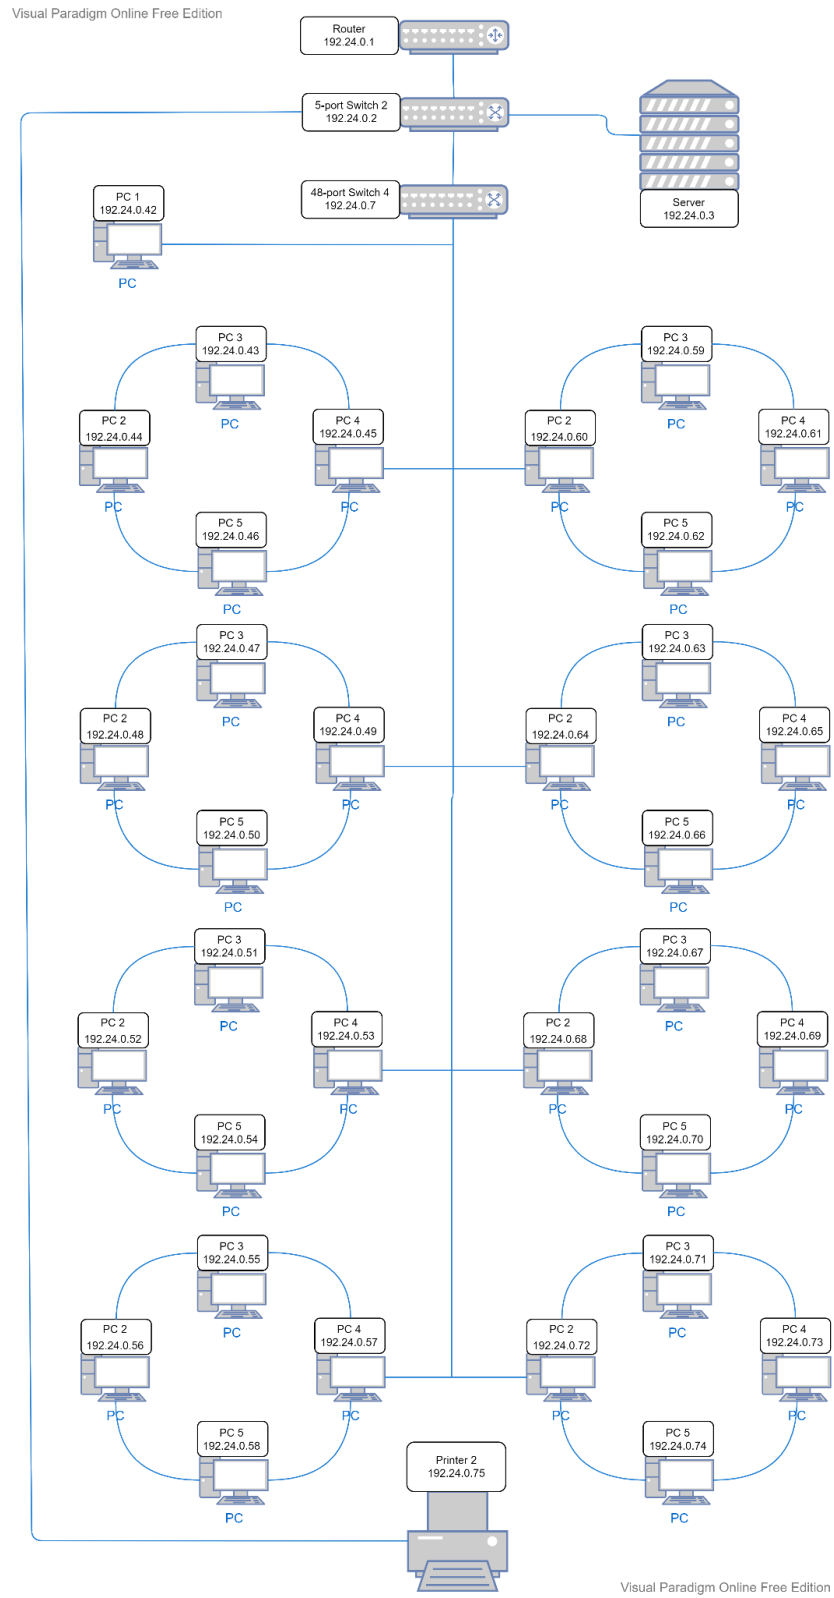 Visual Paradigm Online Free Edition
Router
192.24.0.1
5-port Switch 2
192.24.0.2
48-port Switch 4
192.24.0.7
Server
192.24.0.3
PC 1
192.24.0.42
PC
PC 3
192.24.0.43
PC
PC 2
192.24.0.44
PC
PC 4
192.24.0.45
PC
PC 5
192.24.0.46
PC
PC 3
192.24.0.59
PC
PC 2
192.24.0.60
PC
PC 4
192.24.0.61
PC
PC 5
192.24.0.62
PC
PC 3
192.24.0.47
PC
PC 2
192.24.0.48
PC
PC 4
192.24.0.49
PC
PC 5
192.24.0.50
PC
PC 3
192.24.0.63
PC
PC 2
192.24.0.64
PC
PC 4
192.24.0.65
PC
PC 5
192.24.0.66
PC
PC 3
192.24.0.51
PC
PC 2
192.24.0.52
PC
PC 4
192.24.0.53
PC
PC 5
192.24.0.54
PC
PC 3
192.24.0.67
PC
PC 2
192.24.0.68
PC
PC 4
192.24.0.69
PC
PC 5
192.24.0.70
PC
PC 3
192.24.0.55
PC
PC 2
192.24.0.56
PC
PC 4
192.24.0.57
PC
PC 5
192.24.0.58
PC
PC 3
192.24.0.71
PC
PC 2
192.24.0.72
PC
PC 4
192.24.0.73
PC
PC 5
192.24.0.74
PC
Printer 2
192.24.0.75
Visual Paradigm Online Free Edition